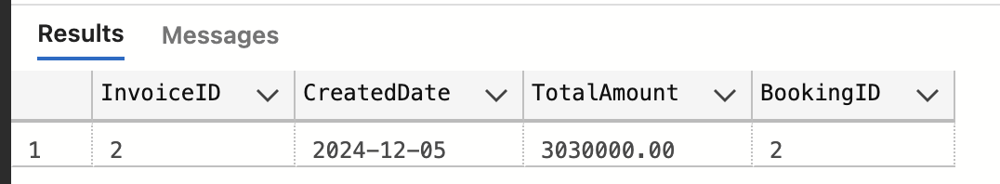 Results Messages
InvoiceID CreatedDate TotalAmount BookingID
1 2 2024-12-05 3030000.00 2